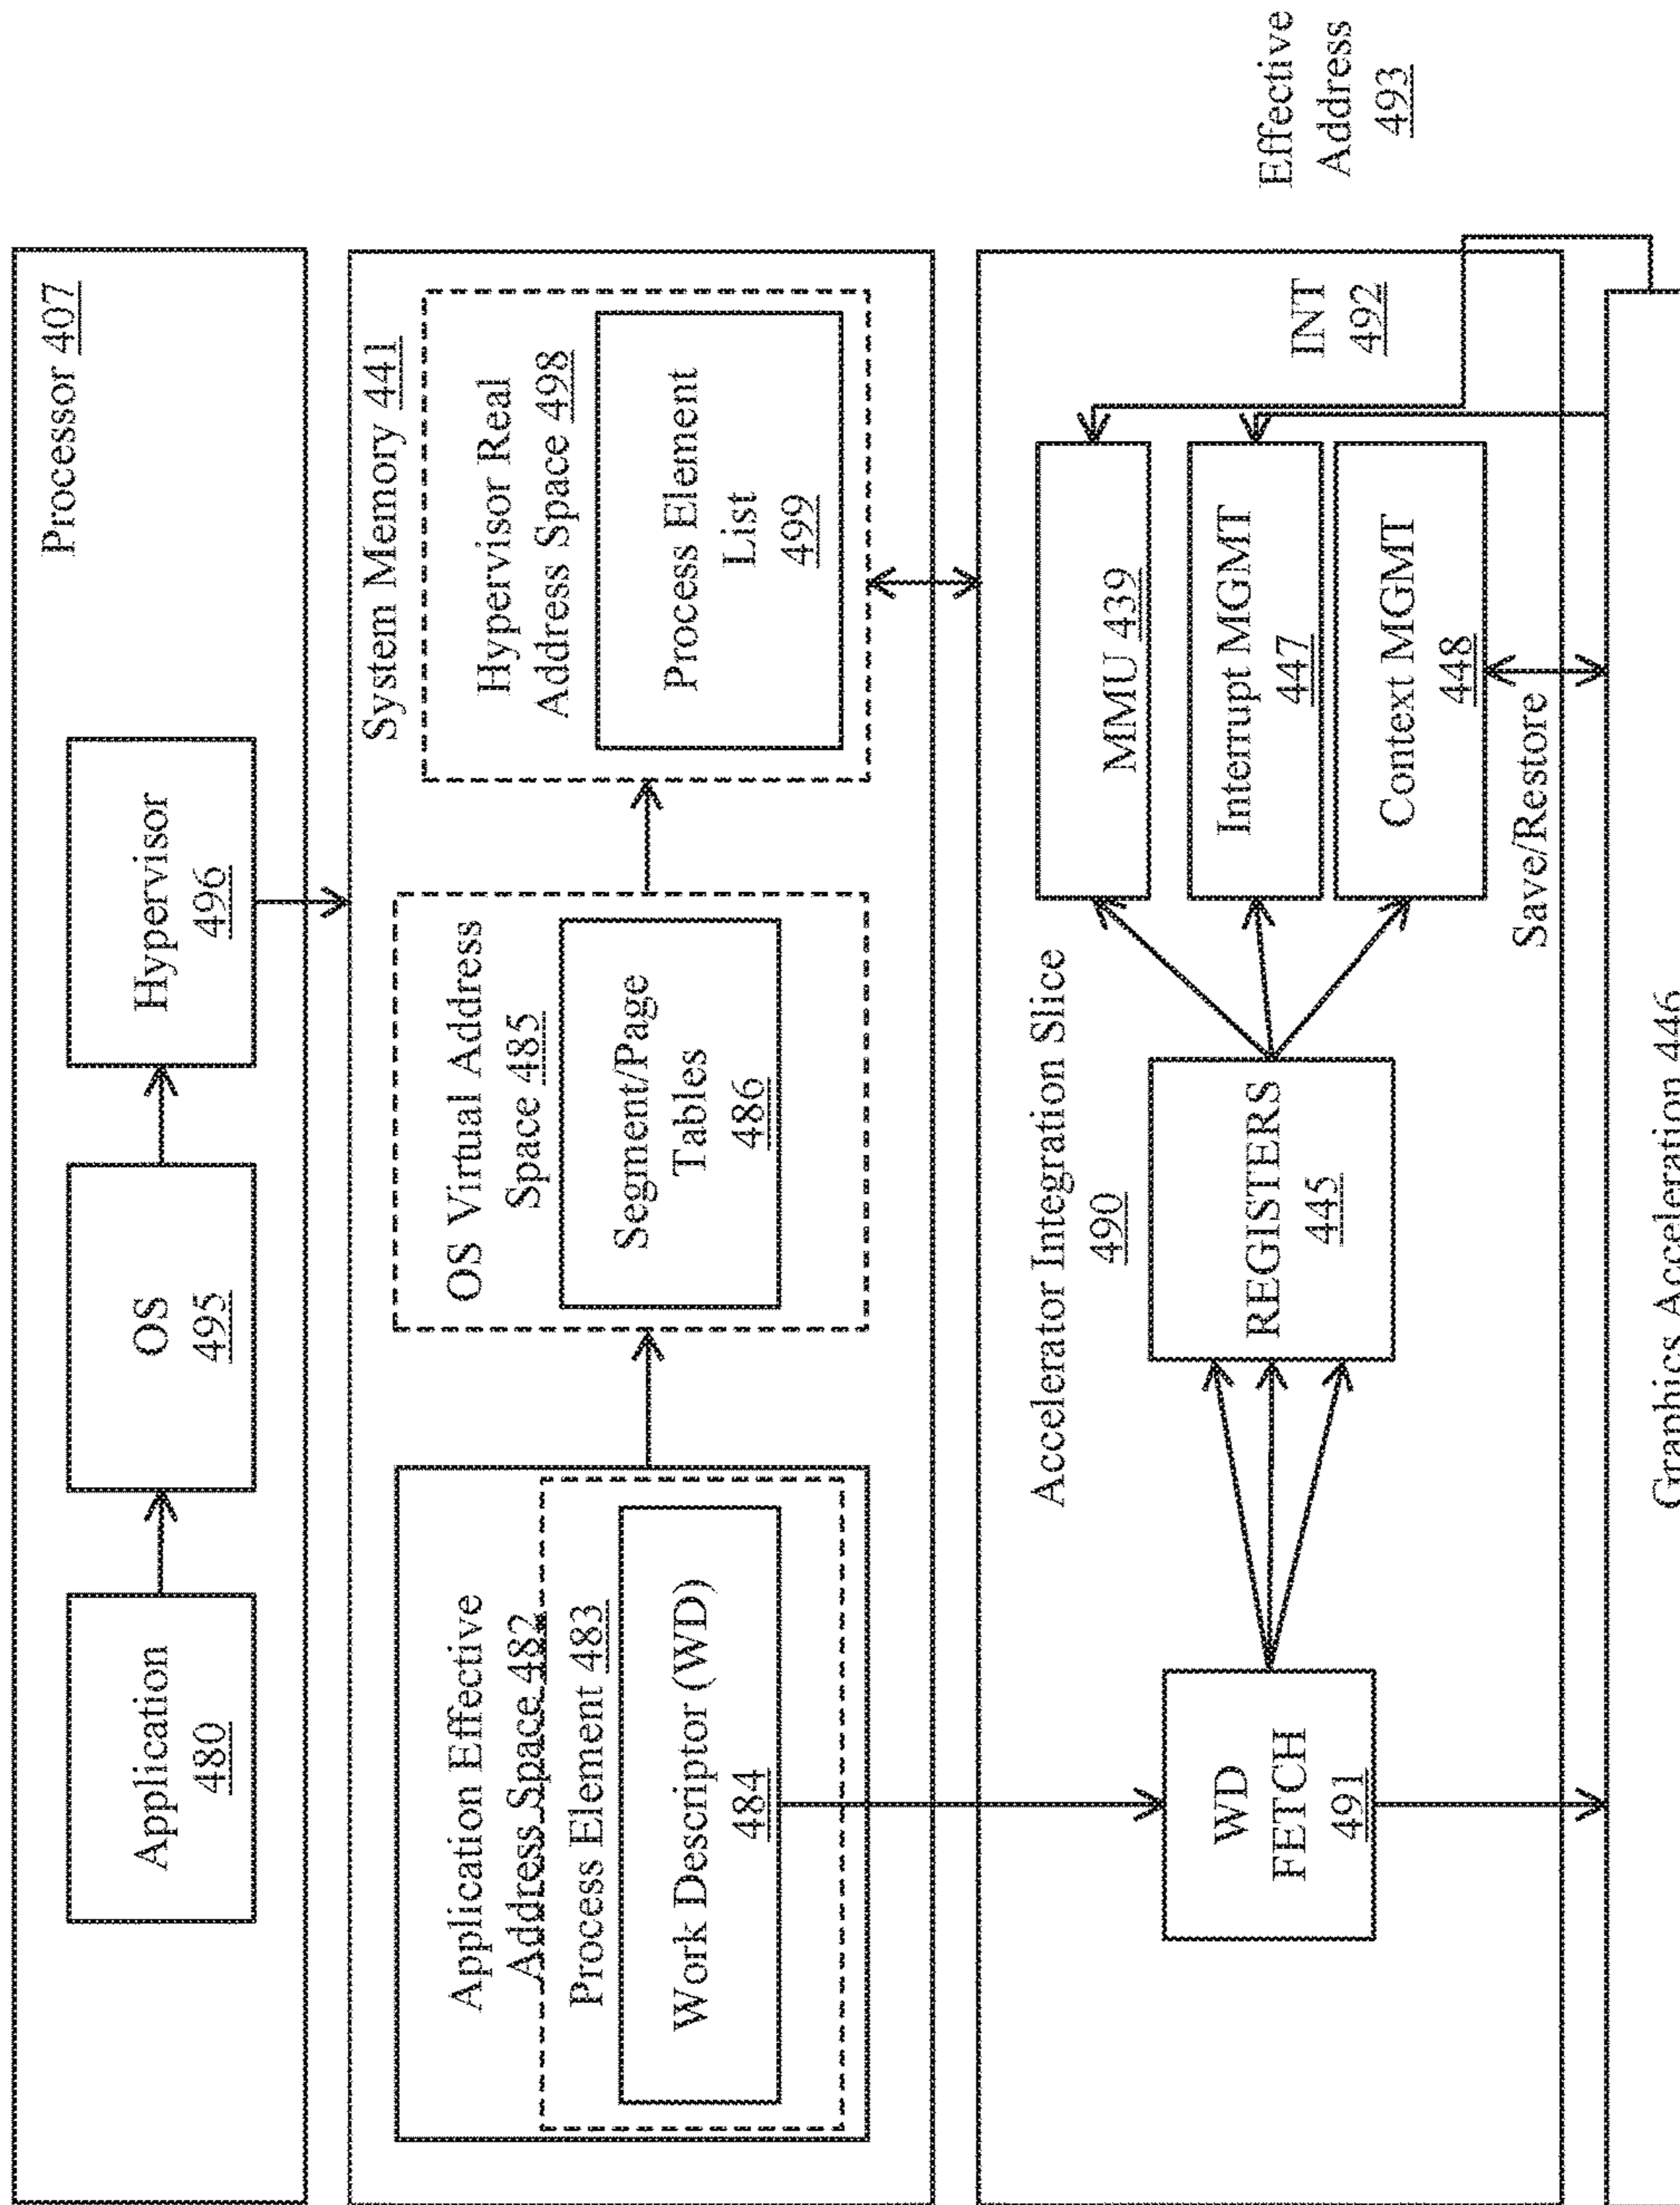 Processor 407
Application
480
OS
495
Hypervisor
496
System Memory 441
Application Effective
Address Space 482
Process Element 483
Work Descriptor (WD)
484
OS Virtual Address
Space 485
Segment/Page
Tables
486
Hypervisor Real
Address Space 498
Process Element
List
499
Accelerator Integration Slice
490
WD
FETCH
491
REGISTERS
445
MMU 439
Interrupt MGMT
447
Context MGMT
448
Save/Restore
INT
492
Effective
Address
493
Graphics Acceleration 446